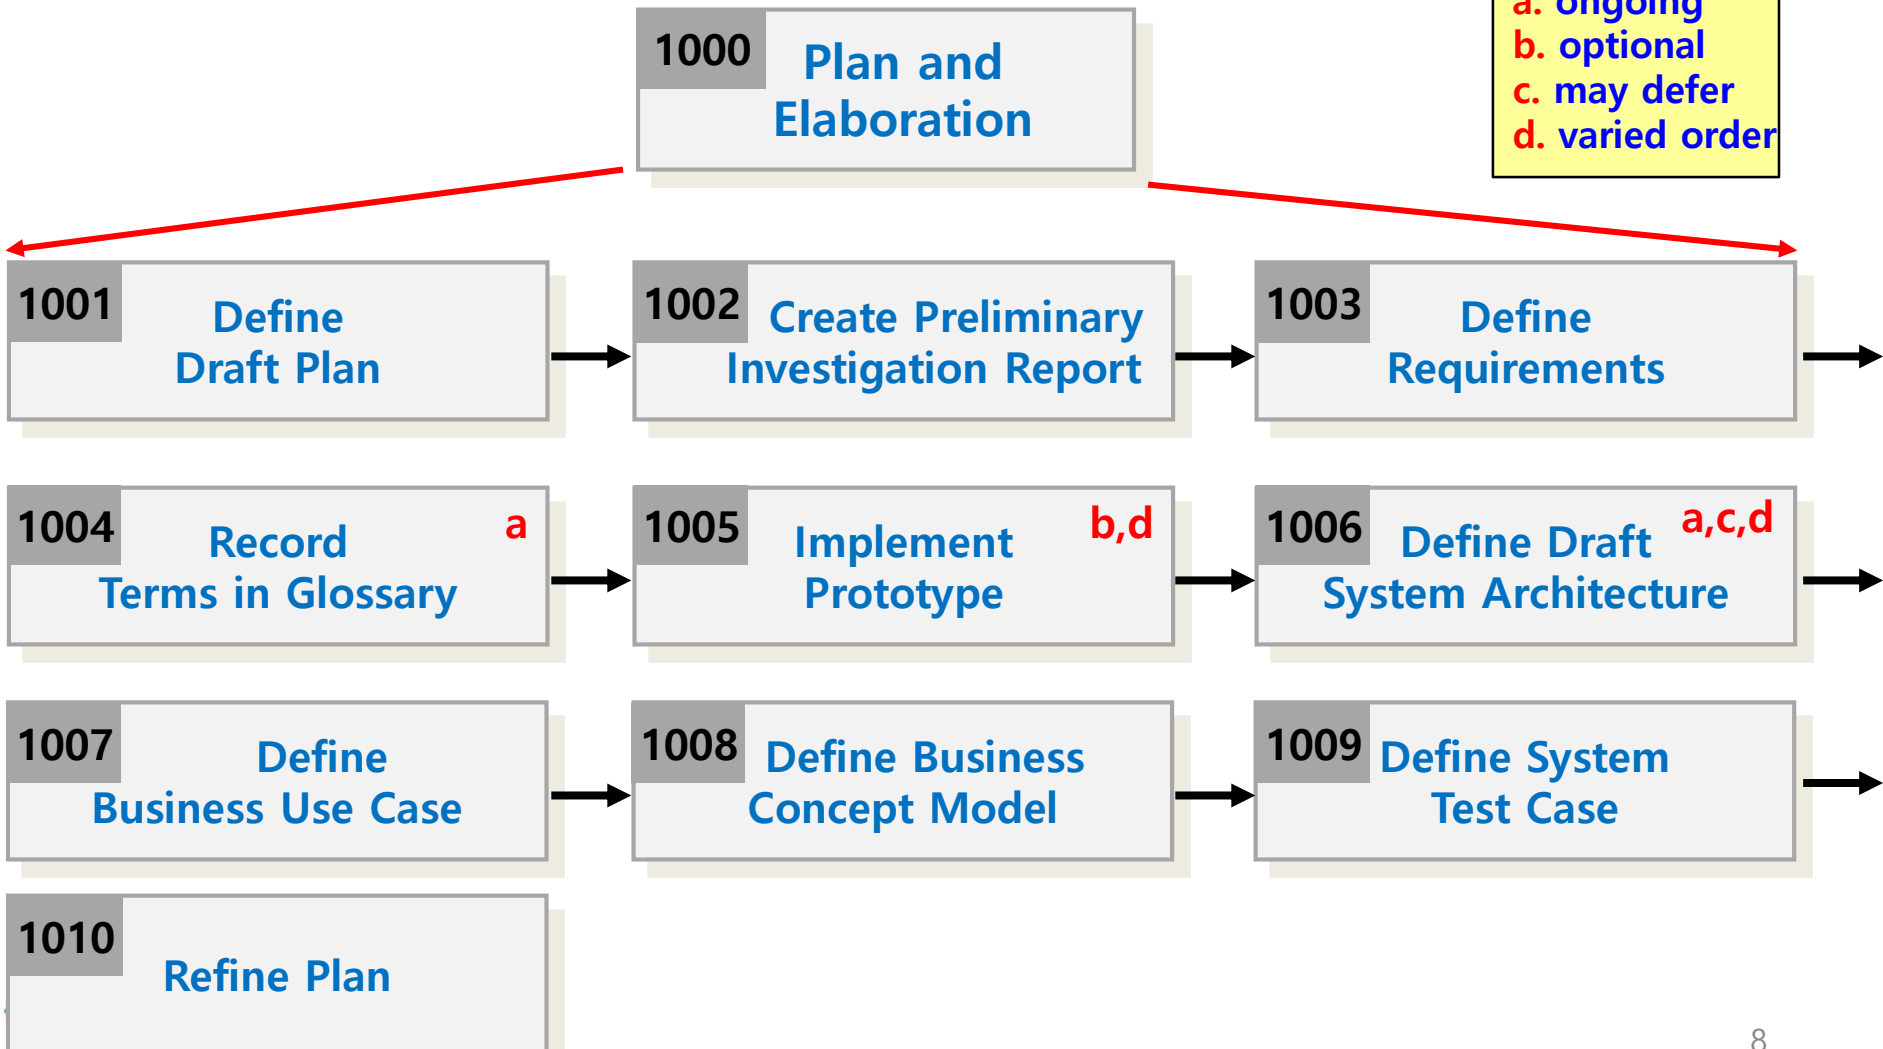 1000
Plan and
Elaboration
a. ongoing
b. optional
c. may defer
d. varied order
1001
Define
Draft Plan
1002
Create Preliminary
Investigation Report
1003
Define
Requirements
1004
Record
Terms in Glossary
a
1005
Implement
Prototype
b,d
1006
Define Draft
System Architecture
a,c,d
1007
Define
Business Use Case
1008
Define Business
Concept Model
1009
Define System
Test Case
1010
Refine Plan
8